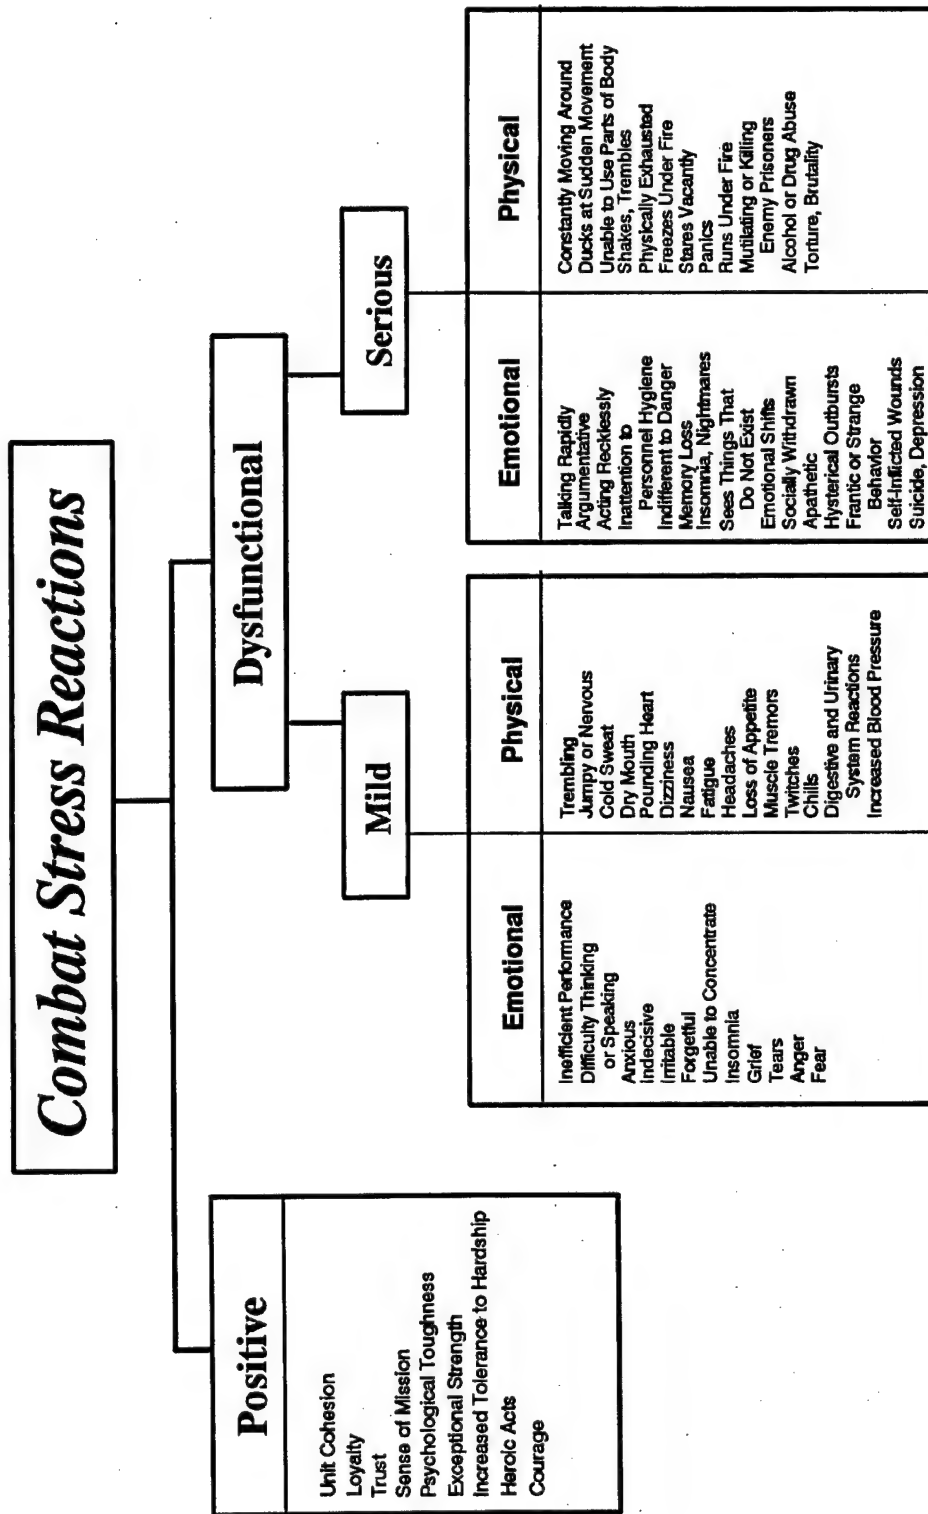 Combat Stress Reactions
Positive
Unit Cohesion
Loyalty
Trust
Sense of Mission
Psychological Toughness
Exceptional Strength
Increased Tolerance to Hardship
Heroic Acts
Courage
Dysfunctional
Mild
Emotional
Inefficient Performance
Difficulty Thinking
or Speaking
Anxious
Indecisive
Irritable
Forgetful
Unable to Concentrate
Insomnia
Grief
Tears
Anger
Fear
Physical
Trembling
Jumpy or Nervous
Cold Sweat
Dry Mouth
Pounding Heart
Dizziness
Nausea
Fatigue
Headaches
Loss of Appetite
Muscle Tremors
Twitches
Chills
Digestive and Urinary
System Reactions
Increased Blood Pressure
Serious
Emotional
Talking Rapidly
Argumentative
Acting Recklessly
Inattention to
Personnel Hygiene
Indifferent to Danger
Memory Loss
Insomnia, Nightmares
Sees Things That
Do Not Exist
Emotional Shifts
Socially Withdrawn
Apathetic
Hysterical Outbursts
Frantic or Strange
Behavior
Self-Inflicted Wounds
Suicide, Depression
Physical
Constantly Moving Around
Ducks at Sudden Movement
Unable to Use Parts of Body
Shakes, Trembles
Physically Exhausted
Freezes Under Fire
Stares Vacantly
Panics
Runs Under Fire
Mutilating or Killing
Enemy Prisoners
Alcohol or Drug Abuse
Torture, Brutality